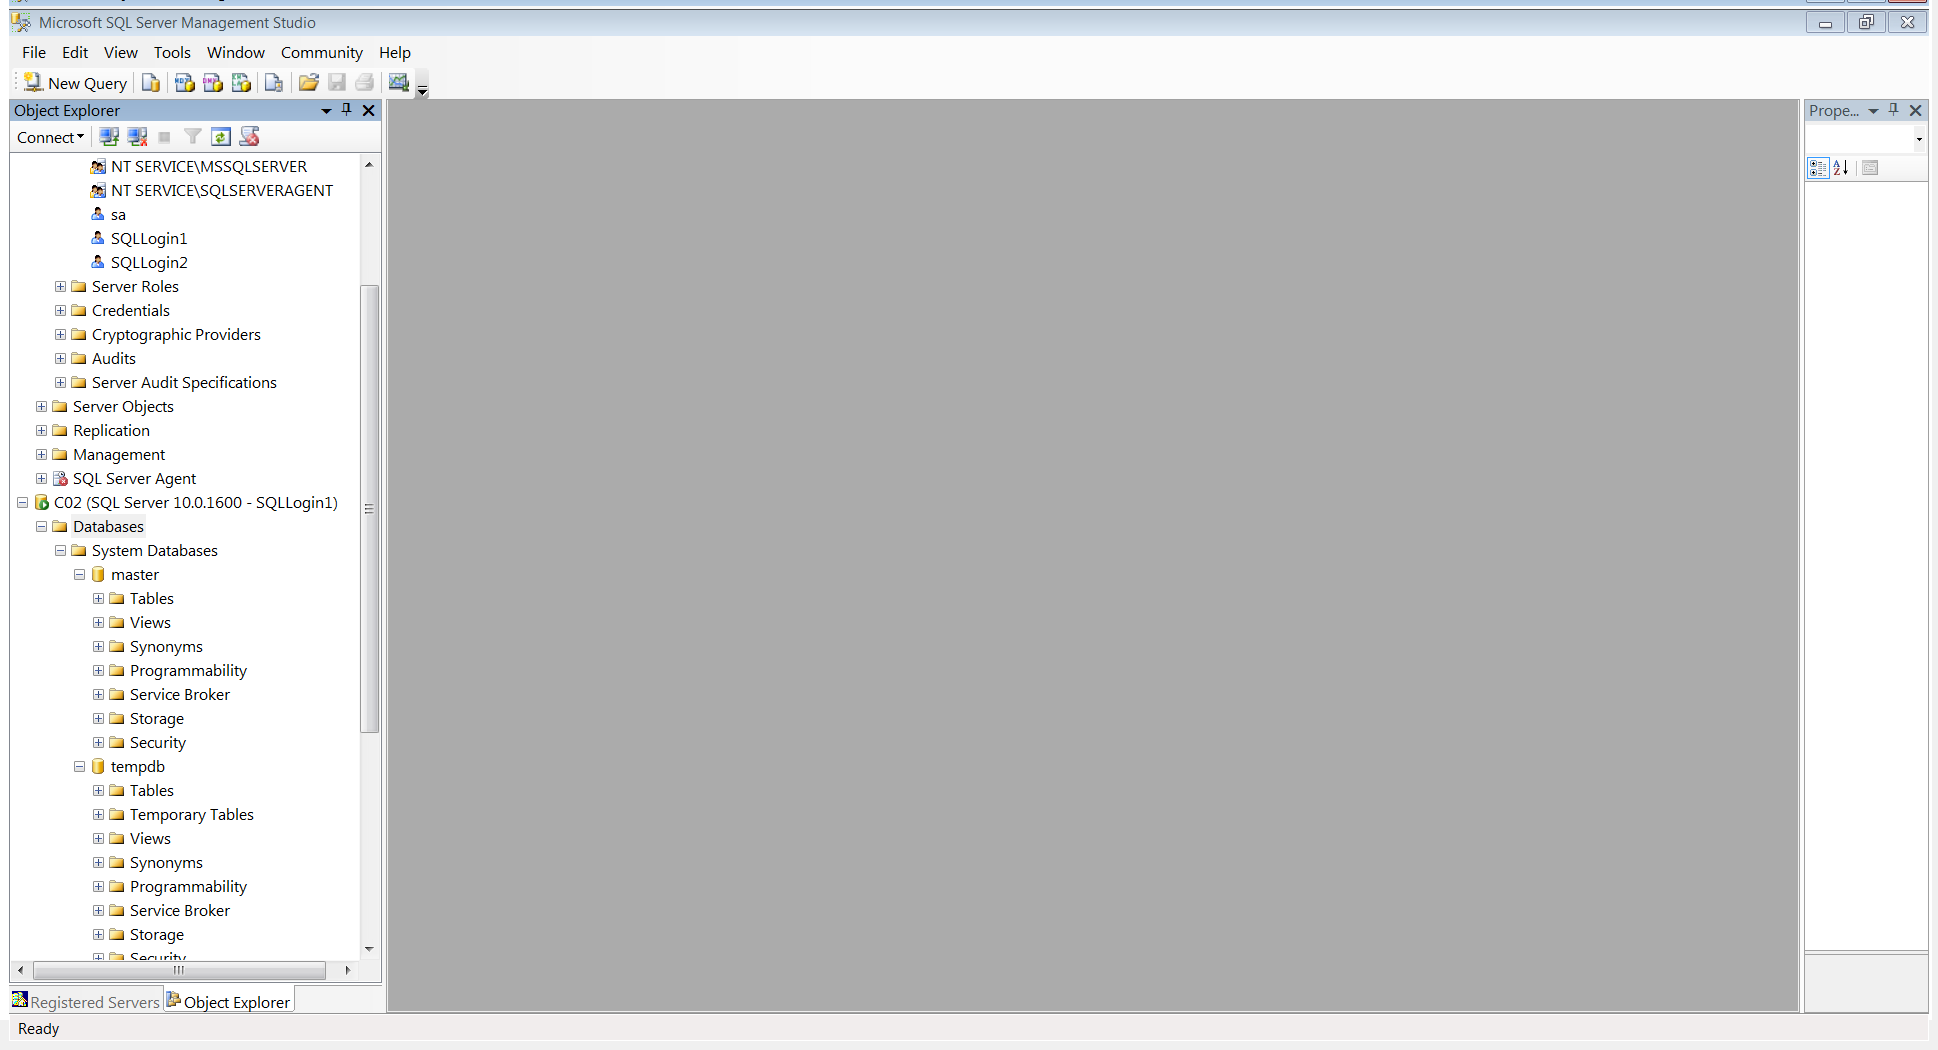 Microsoft SQL Server Management Studio
File Edit View Tools Window Community Help
New Query
Object Explorer
Connect
NT SERVICE\MSSQLSERVER
NT SERVICE\SQLSERVERAGENT
sa
SQLLogin1
SQLLogin2
Server Roles
Credentials
Cryptographic Providers
Audits
Server Audit Specifications
Server Objects
Replication
Management
SQL Server Agent
C02 (SQL Server 10.0.1600 - SQLLogin1)
Databases
System Databases
master
Tables
Views
Synonyms
Programmability
Service Broker
Storage
Security
tempdb
Tables
Temporary Tables
Views
Synonyms
Programmability
Service Broker
Storage
Security
Registered Servers Object Explorer
Ready
Prope...